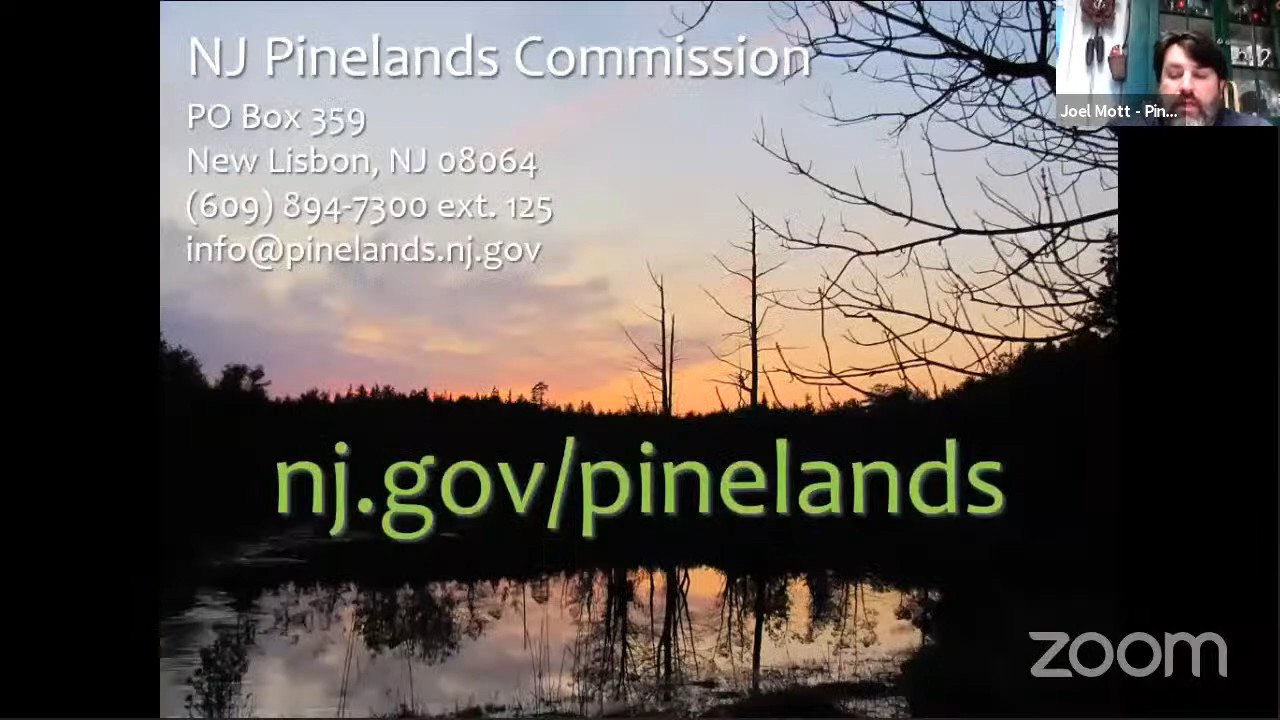 NJ Pinelands Commission
PO Box 359
New Lisbon, NJ 08064
(609) 894-7300 ext. 125
info@pinelands.nj.gov
Joel Mott - Pin...
nj.gov/pinelands
zoom